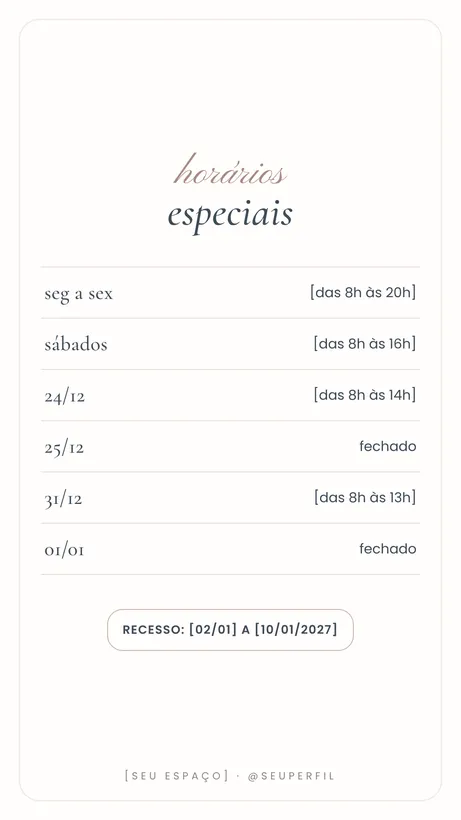 horários
especiais
seg a sex [das 8h às 20h]
sábados [das 8h às 16h]
24/12 [das 8h às 14h]
25/12 fechado
31/12 [das 8h às 13h]
01/01 fechado
RECESSO: [02/01] A [10/01/2027]
[SEU ESPAÇO] · @SEUPERFIL